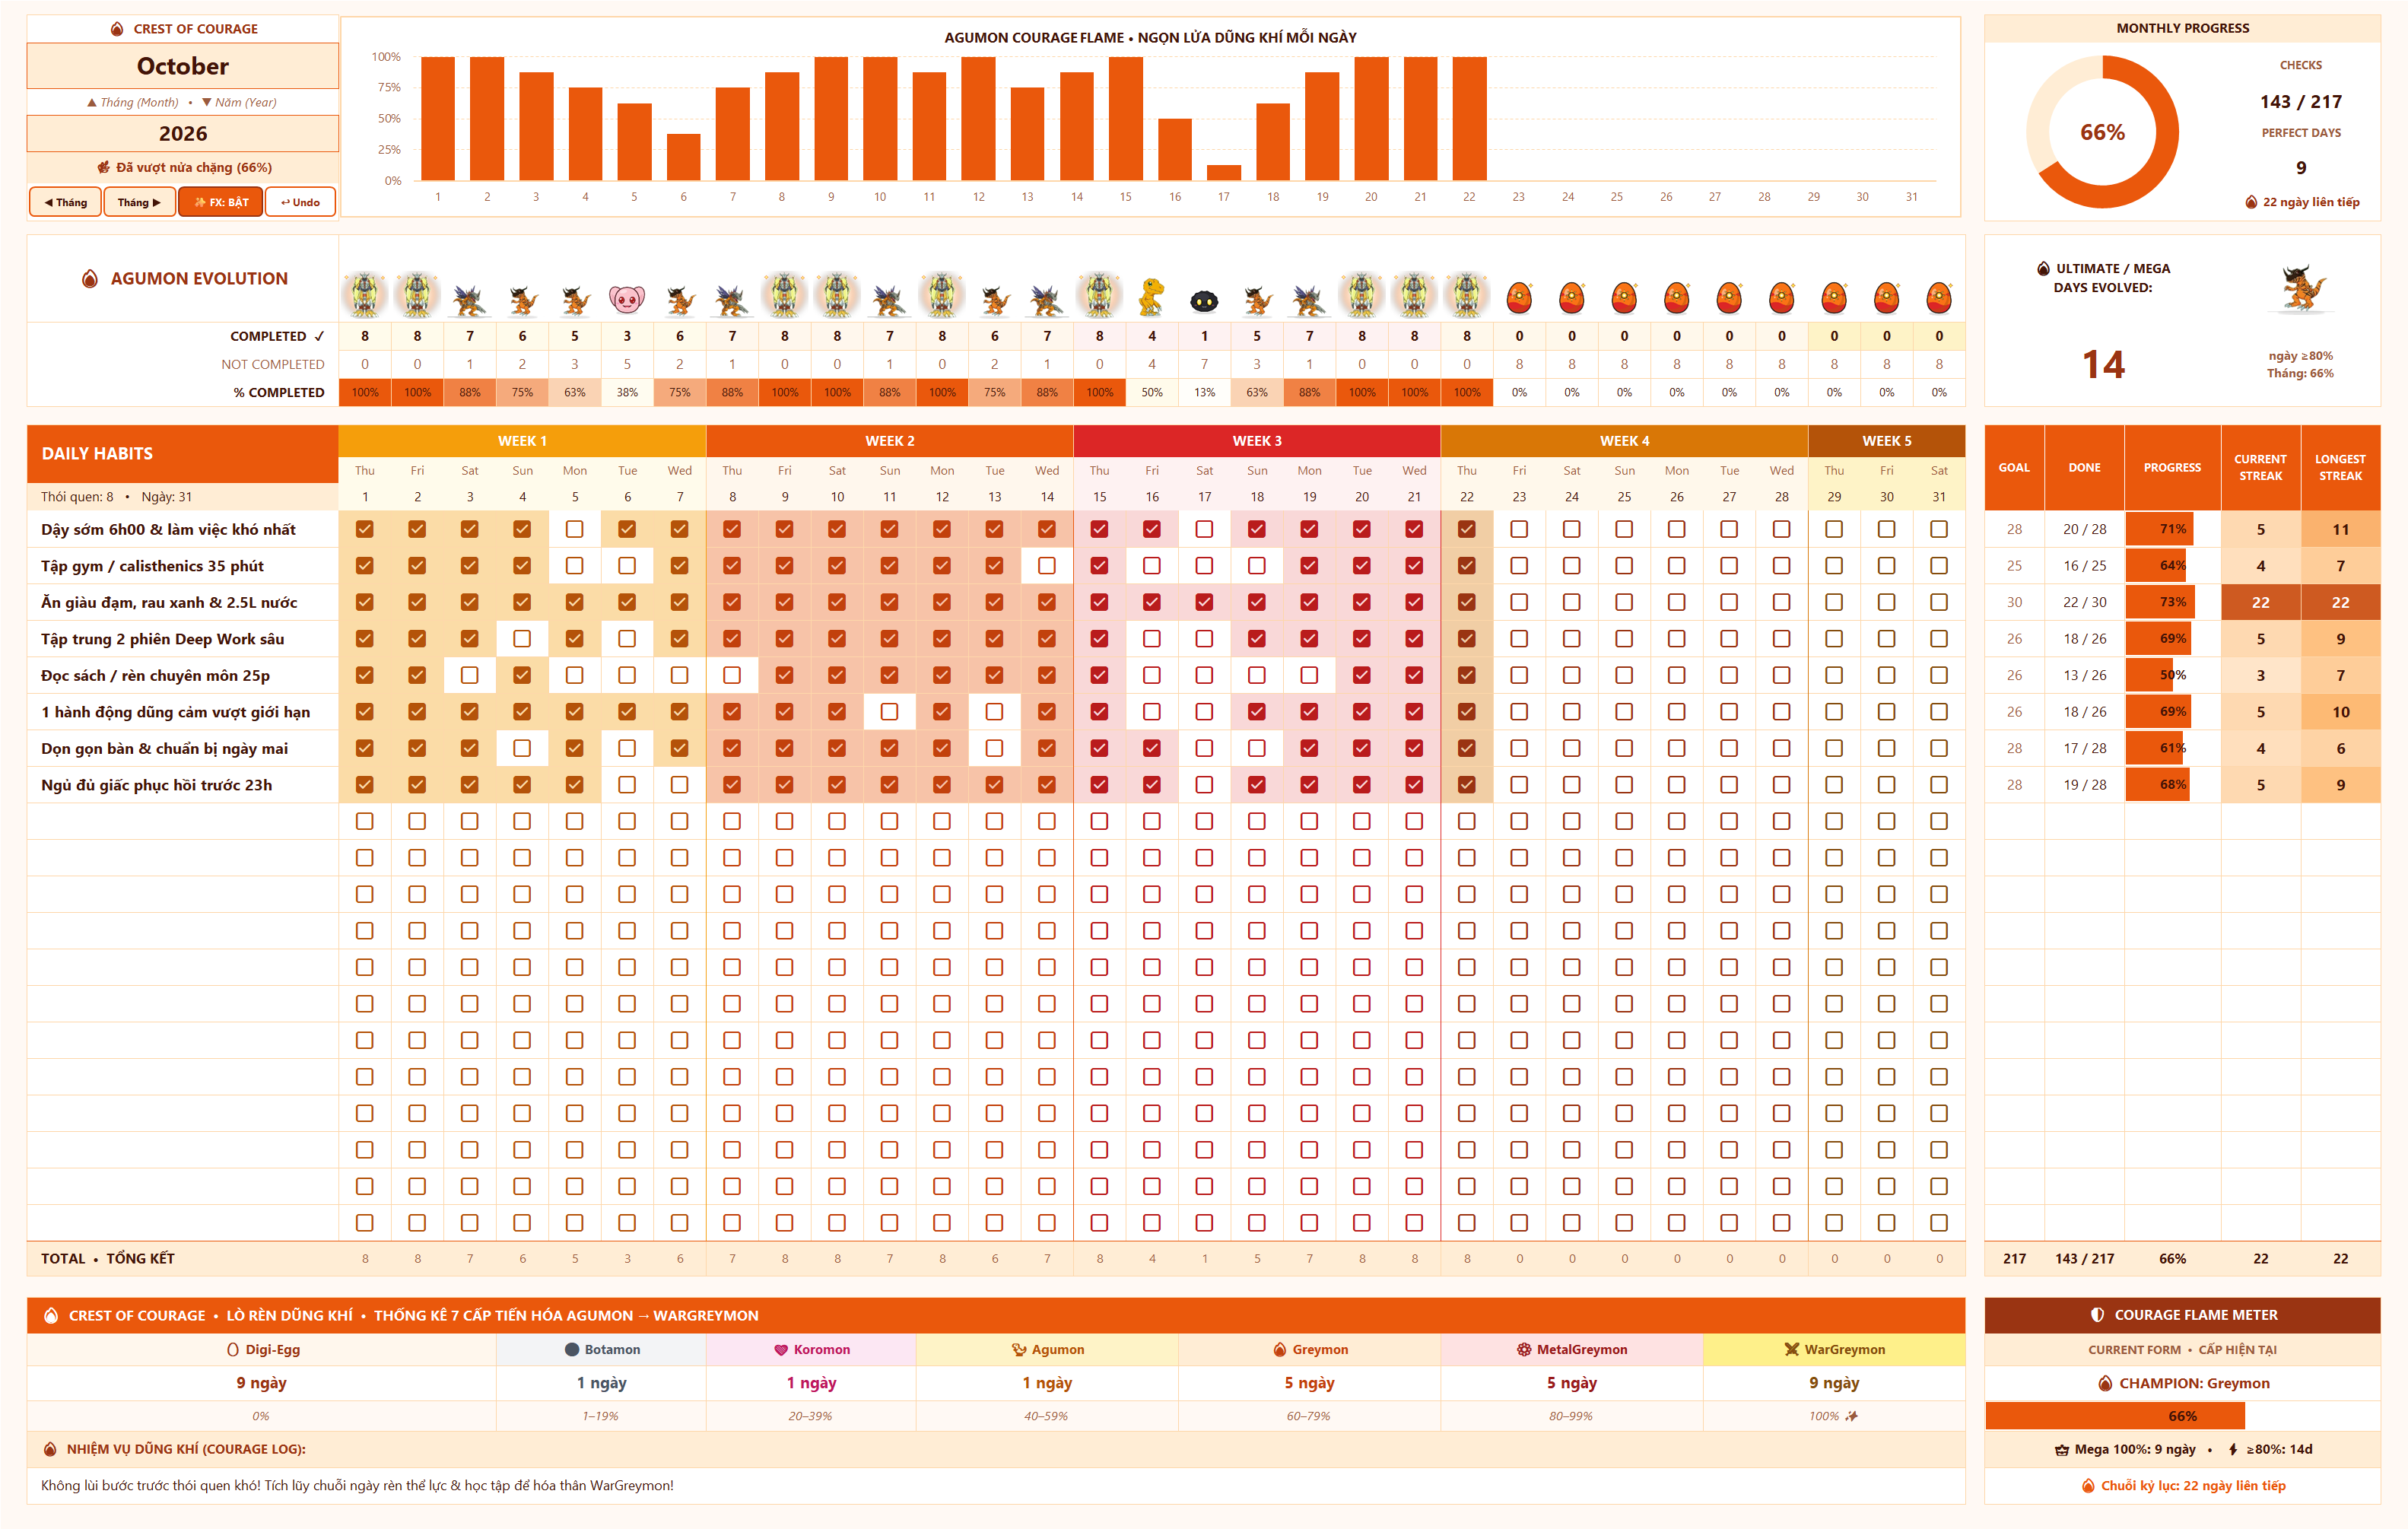 CREST OF COURAGE
October
▲ Tháng (Month) • ▼ Năm (Year)
2026
Đã vượt nửa chặng (66%)
◀ Tháng Tháng ▶ FX: BẬT ↩ Undo
AGUMON COURAGE FLAME • NGỌN LỬA DŨNG KHÍ MỖI NGÀY
100%
75%
50%
25%
0%
1 2 3 4 5 6 7 8 9 10 11 12 13 14 15 16 17 18 19 20 21 22 23 24 25 26 27 28 29 30 31
MONTHLY PROGRESS
66%
CHECKS
143 / 217
PERFECT DAYS
9
22 ngày liên tiếp
AGUMON EVOLUTION
COMPLETED ✓ 8 8 7 6 5 3 6 7 8 8 7 8 6 7 8 4 1 5 7 8 8 8 0 0 0 0 0 0 0 0 0
NOT COMPLETED 0 0 1 2 3 5 2 1 0 0 1 0 2 1 0 4 7 3 1 0 0 0 8 8 8 8 8 8 8 8 8
% COMPLETED 100% 100% 88% 75% 63% 38% 75% 88% 100% 100% 88% 100% 75% 88% 100% 50% 13% 63% 88% 100% 100% 100% 0% 0% 0% 0% 0% 0% 0% 0% 0%
ULTIMATE / MEGA
DAYS EVOLVED:
14
ngày ≥80%
Tháng: 66%
DAILY HABITS WEEK 1 WEEK 2 WEEK 3 WEEK 4 WEEK 5
Thu Fri Sat Sun Mon Tue Wed Thu Fri Sat Sun Mon Tue Wed Thu Fri Sat Sun Mon Tue Wed Thu Fri Sat Sun Mon Tue Wed Thu Fri Sat
Thói quen: 8 • Ngày: 31 1 2 3 4 5 6 7 8 9 10 11 12 13 14 15 16 17 18 19 20 21 22 23 24 25 26 27 28 29 30 31
GOAL DONE PROGRESS CURRENT STREAK LONGEST STREAK
Dậy sớm 6h00 & làm việc khó nhất 28 20 / 28 71% 5 11
Tập gym / calisthenics 35 phút 25 16 / 25 64% 4 7
Ăn giàu đạm, rau xanh & 2.5L nước 30 22 / 30 73% 22 22
Tập trung 2 phiên Deep Work sâu 26 18 / 26 69% 5 9
Đọc sách / rèn chuyên môn 25p 26 13 / 26 50% 3 7
1 hành động dũng cảm vượt giới hạn 26 18 / 26 69% 5 10
Dọn gọn bàn & chuẩn bị ngày mai 28 17 / 28 61% 4 6
Ngủ đủ giấc phục hồi trước 23h 28 19 / 28 68% 5 9
TOTAL • TỔNG KẾT 8 8 7 6 5 3 6 7 8 8 7 8 6 7 8 4 1 5 7 8 8 8 0 0 0 0 0 0 0 0 0 217 143 / 217 66% 22 22
CREST OF COURAGE • LÒ RÈN DŨNG KHÍ • THỐNG KÊ 7 CẤP TIẾN HÓA AGUMON → WARGREYMON
Digi-Egg Botamon Koromon Agumon Greymon MetalGreymon WarGreymon
9 ngày 1 ngày 1 ngày 1 ngày 5 ngày 5 ngày 9 ngày
0% 1–19% 20–39% 40–59% 60–79% 80–99% 100%
NHIỆM VỤ DŨNG KHÍ (COURAGE LOG):
Không lùi bước trước thói quen khó! Tích lũy chuỗi ngày rèn thể lực & học tập để hóa thân WarGreymon!
COURAGE FLAME METER
CURRENT FORM • CẤP HIỆN TẠI
CHAMPION: Greymon
66%
Mega 100%: 9 ngày • ≥80%: 14d
Chuỗi kỷ lục: 22 ngày liên tiếp